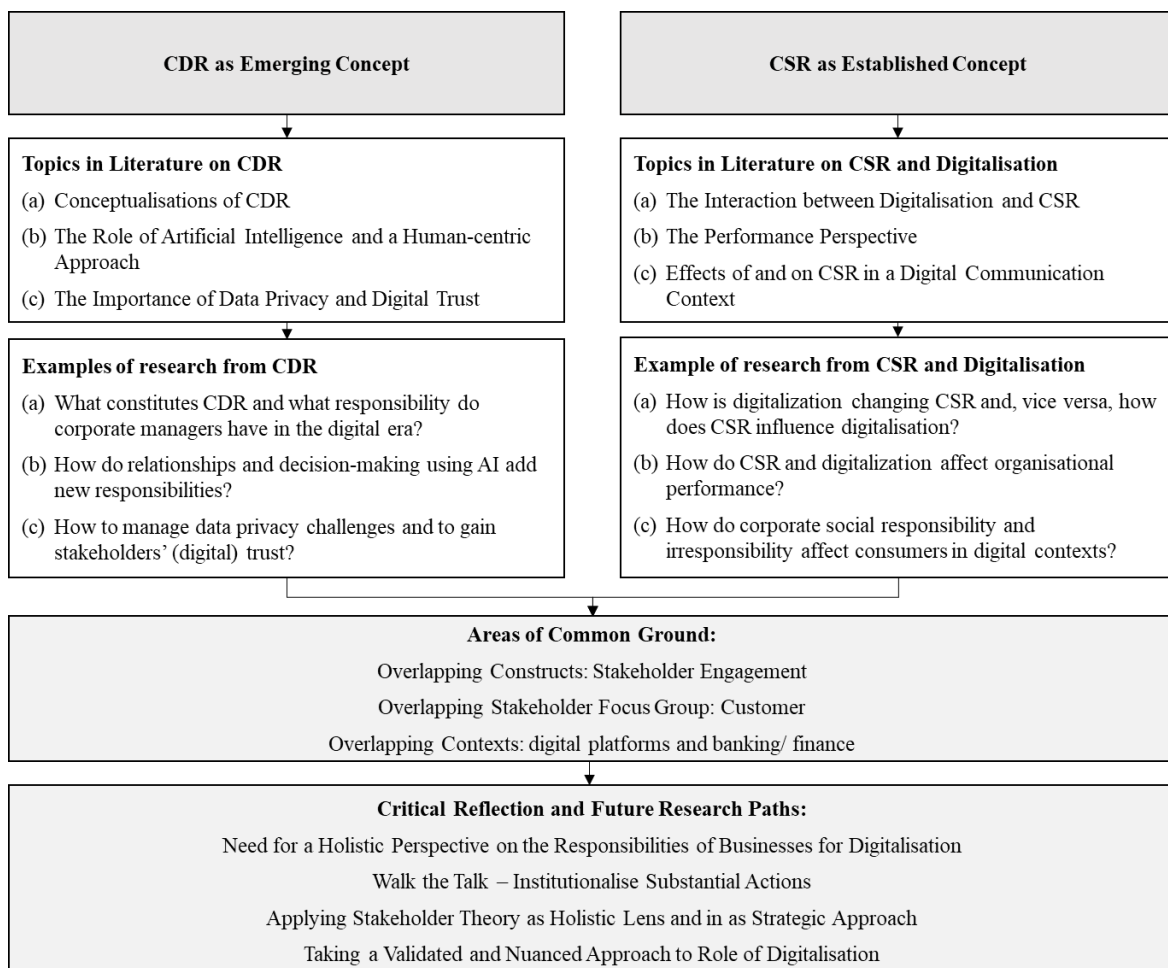 CDR as Emerging Concept
CSR as Established Concept
Topics in Literature on CDR
(a) Conceptualisations of CDR
(b) The Role of Artificial Intelligence and a Human-centric
Approach
(c) The Importance of Data Privacy and Digital Trust
Topics in Literature on CSR and Digitalisation
(a) The Interaction between Digitalisation and CSR
(b) The Performance Perspective
(c) Effects of and on CSR in a Digital Communication
Context
Examples of research from CDR
(a) What constitutes CDR and what responsibility do
corporate managers have in the digital era?
(b) How do relationships and decision-making using AI add
new responsibilities?
(c) How to manage data privacy challenges and to gain
stakeholders’ (digital) trust?
Example of research from CSR and Digitalisation
(a) How is digitalization changing CSR and, vice versa, how
does CSR influence digitalisation?
(b) How do CSR and digitalization affect organisational
performance?
(c) How do corporate social responsibility and
irresponsibility affect consumers in digital contexts?
Areas of Common Ground:
Overlapping Constructs: Stakeholder Engagement
Overlapping Stakeholder Focus Group: Customer
Overlapping Contexts: digital platforms and banking/ finance
Critical Reflection and Future Research Paths:
Need for a Holistic Perspective on the Responsibilities of Businesses for Digitalisation
Walk the Talk – Institutionalise Substantial Actions
Applying Stakeholder Theory as Holistic Lens and in as Strategic Approach
Taking a Validated and Nuanced Approach to Role of Digitalisation